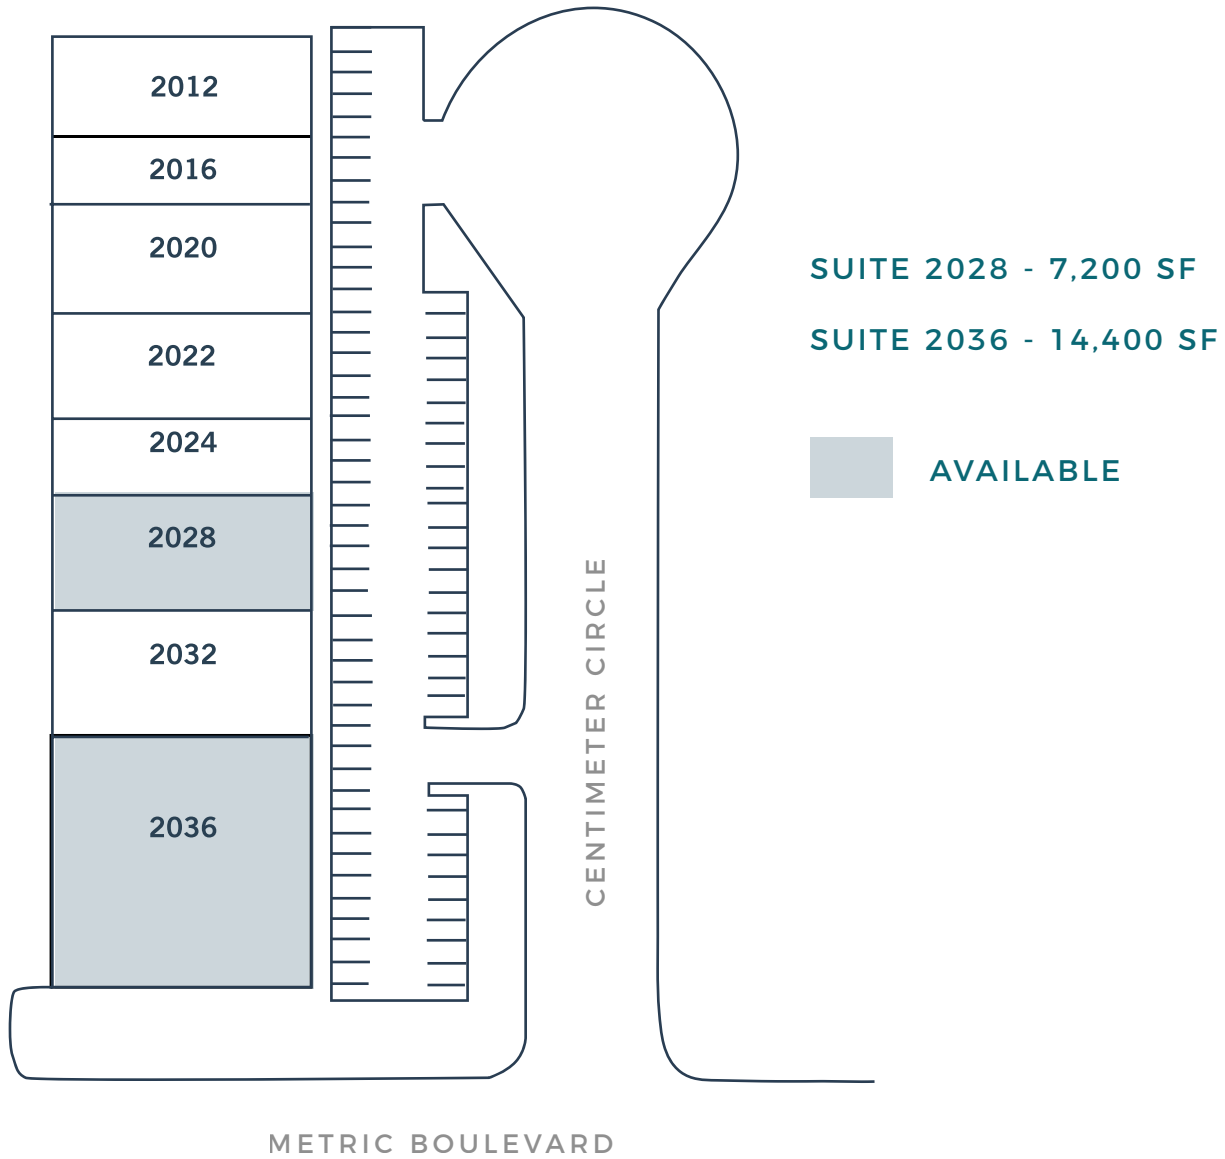 2012
2016
2020
2022
2024
2028
2032
2036
SUITE 2028 - 7,200 SF
SUITE 2036 - 14,400 SF
AVAILABLE
CENTIMETER CIRCLE
METRIC BOULEVARD